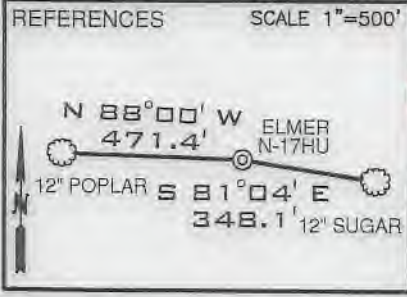 REFERENCES SCALE 1"=500'
N 88°00' W
471.4'
ELMER
N-17HU
12" POPLAR
S 81°04' E
348.1'
12" SUGAR
N